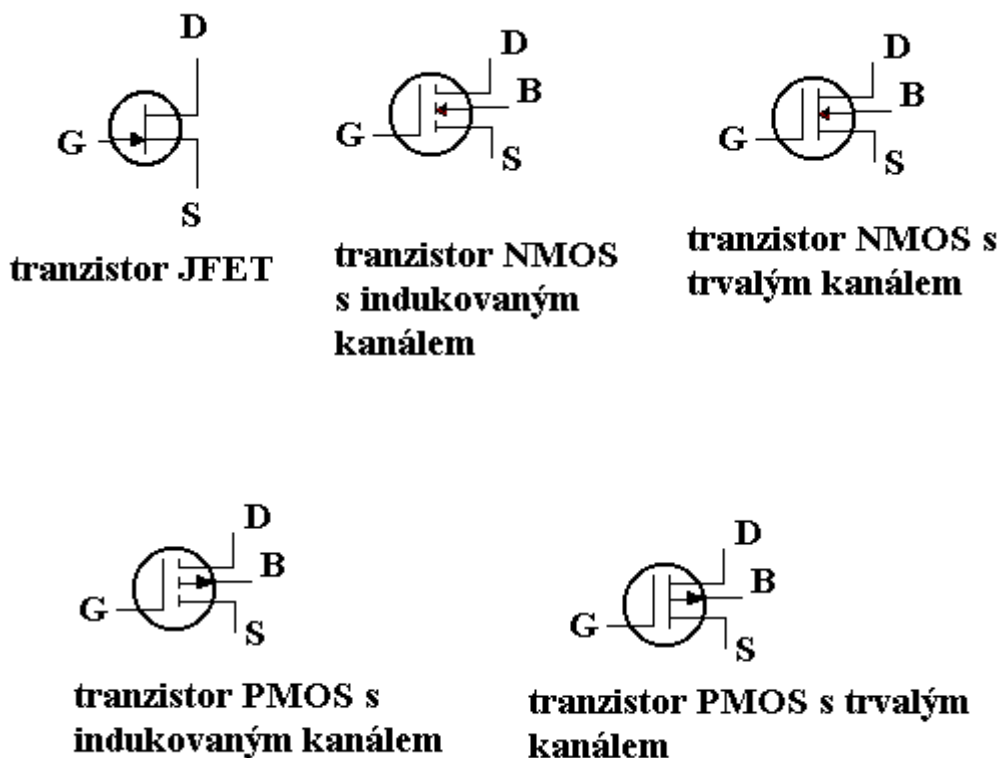 D
G
S
tranzistor JFET
D
B
G
S
tranzistor NMOS
s indukovaným
kanálem
D
B
G
S
tranzistor NMOS s
trvalým kanálem
D
B
G
S
tranzistor PMOS s
indukovaným kanálem
D
B
G
S
tranzistor PMOS s trvalým
kanálem